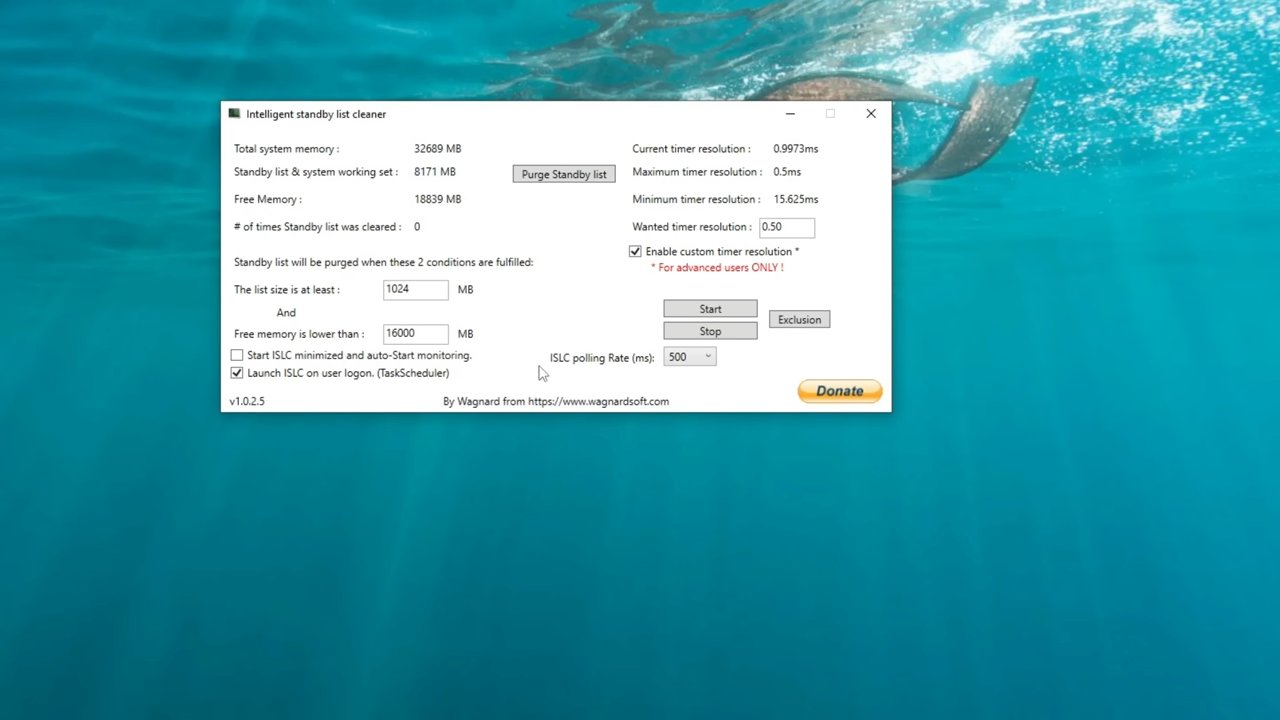 Intelligent standby list cleaner
Total system memory : 32689 MB
Standby list & system working set : 8171 MB
Purge Standby list
Free Memory : 18839 MB
# of times Standby list was cleared : 0
Standby list will be purged when these 2 conditions are fulfilled:
The list size is at least : 1024 MB
And
Free memory is lower than : 16000 MB
Start ISLC minimized and auto-Start monitoring.
Launch ISLC on user logon. (TaskScheduler)
Current timer resolution : 0.9973ms
Maximum timer resolution : 0.5ms
Minimum timer resolution : 15.625ms
Wanted timer resolution : 0.50
Enable custom timer resolution *
* For advanced users ONLY !
Start
Stop
Exclusion
ISLC polling Rate (ms): 500
Donate
v1.0.2.5
By Wagnard from https://www.wagnardsoft.com